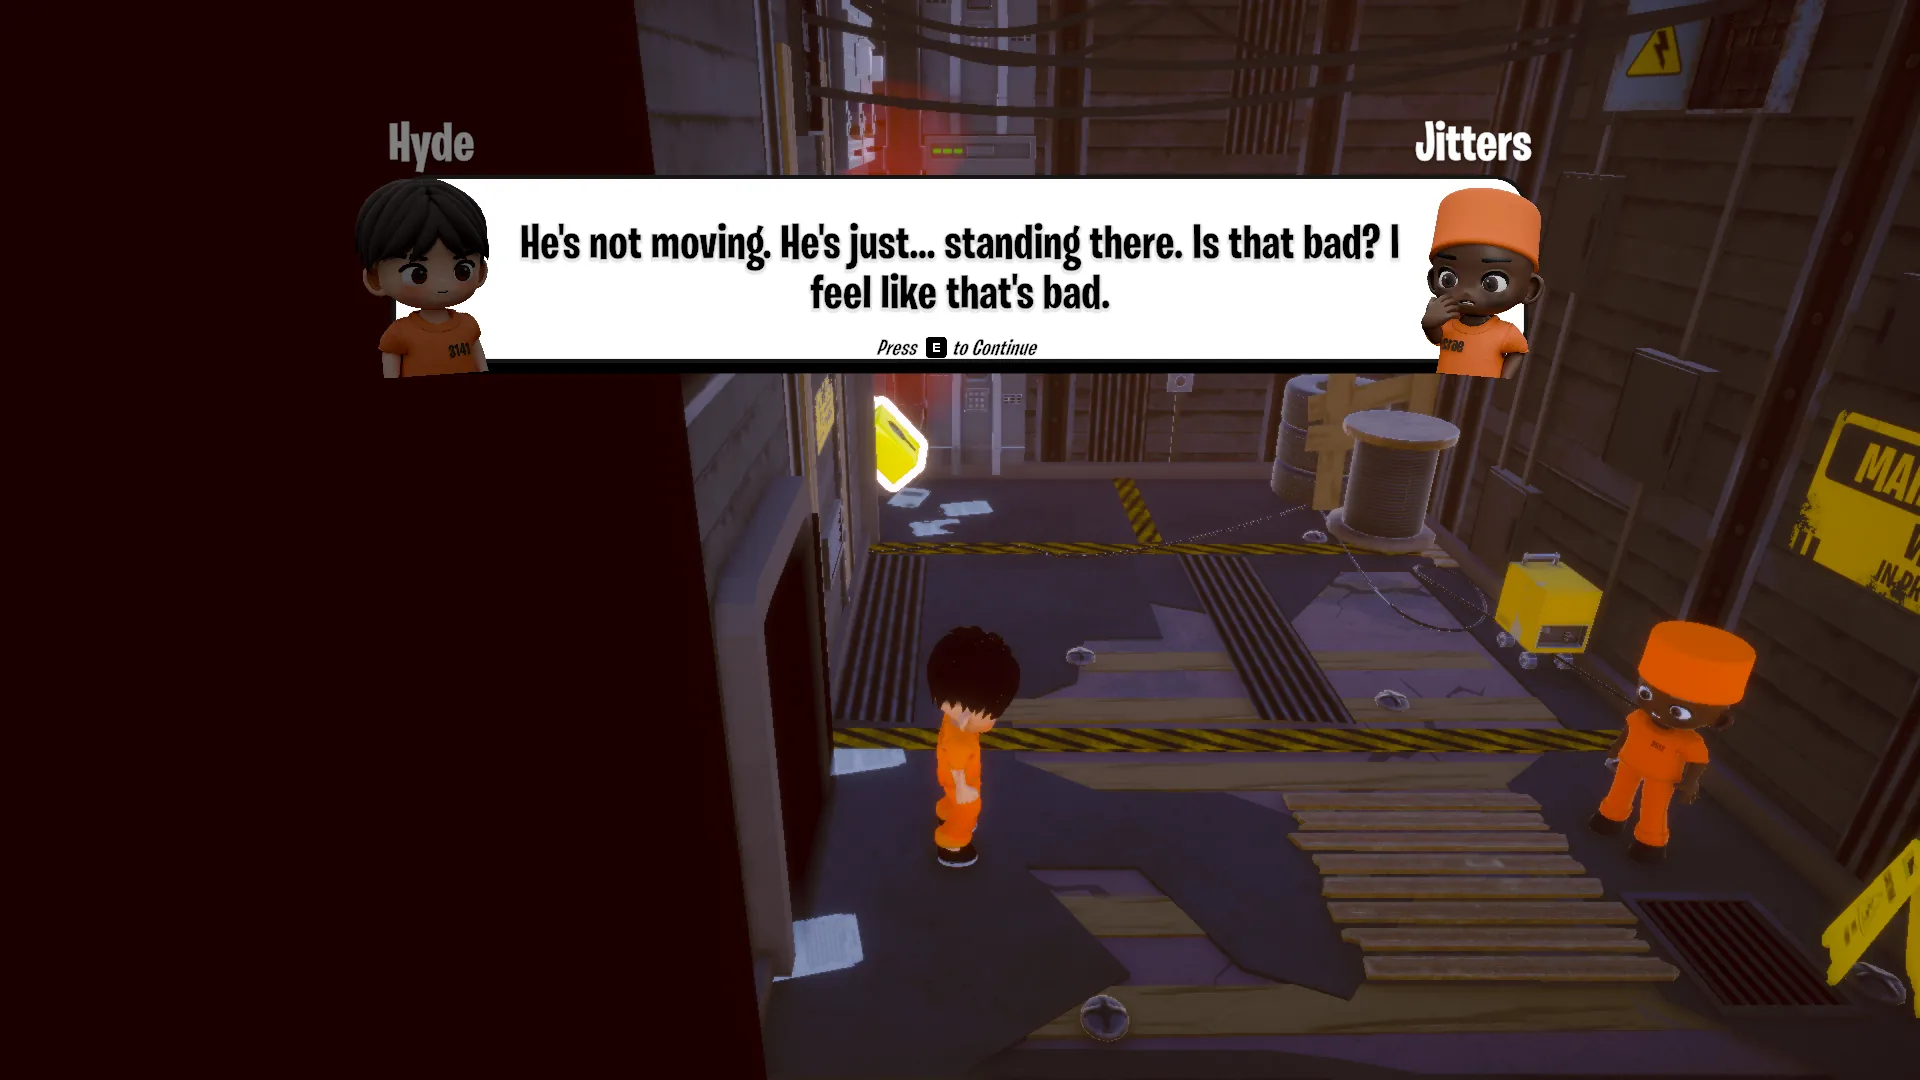 Hyde
Jitters
He's not moving. He's just... standing there. Is that bad? I
feel like that's bad.
Press E to Continue
3141